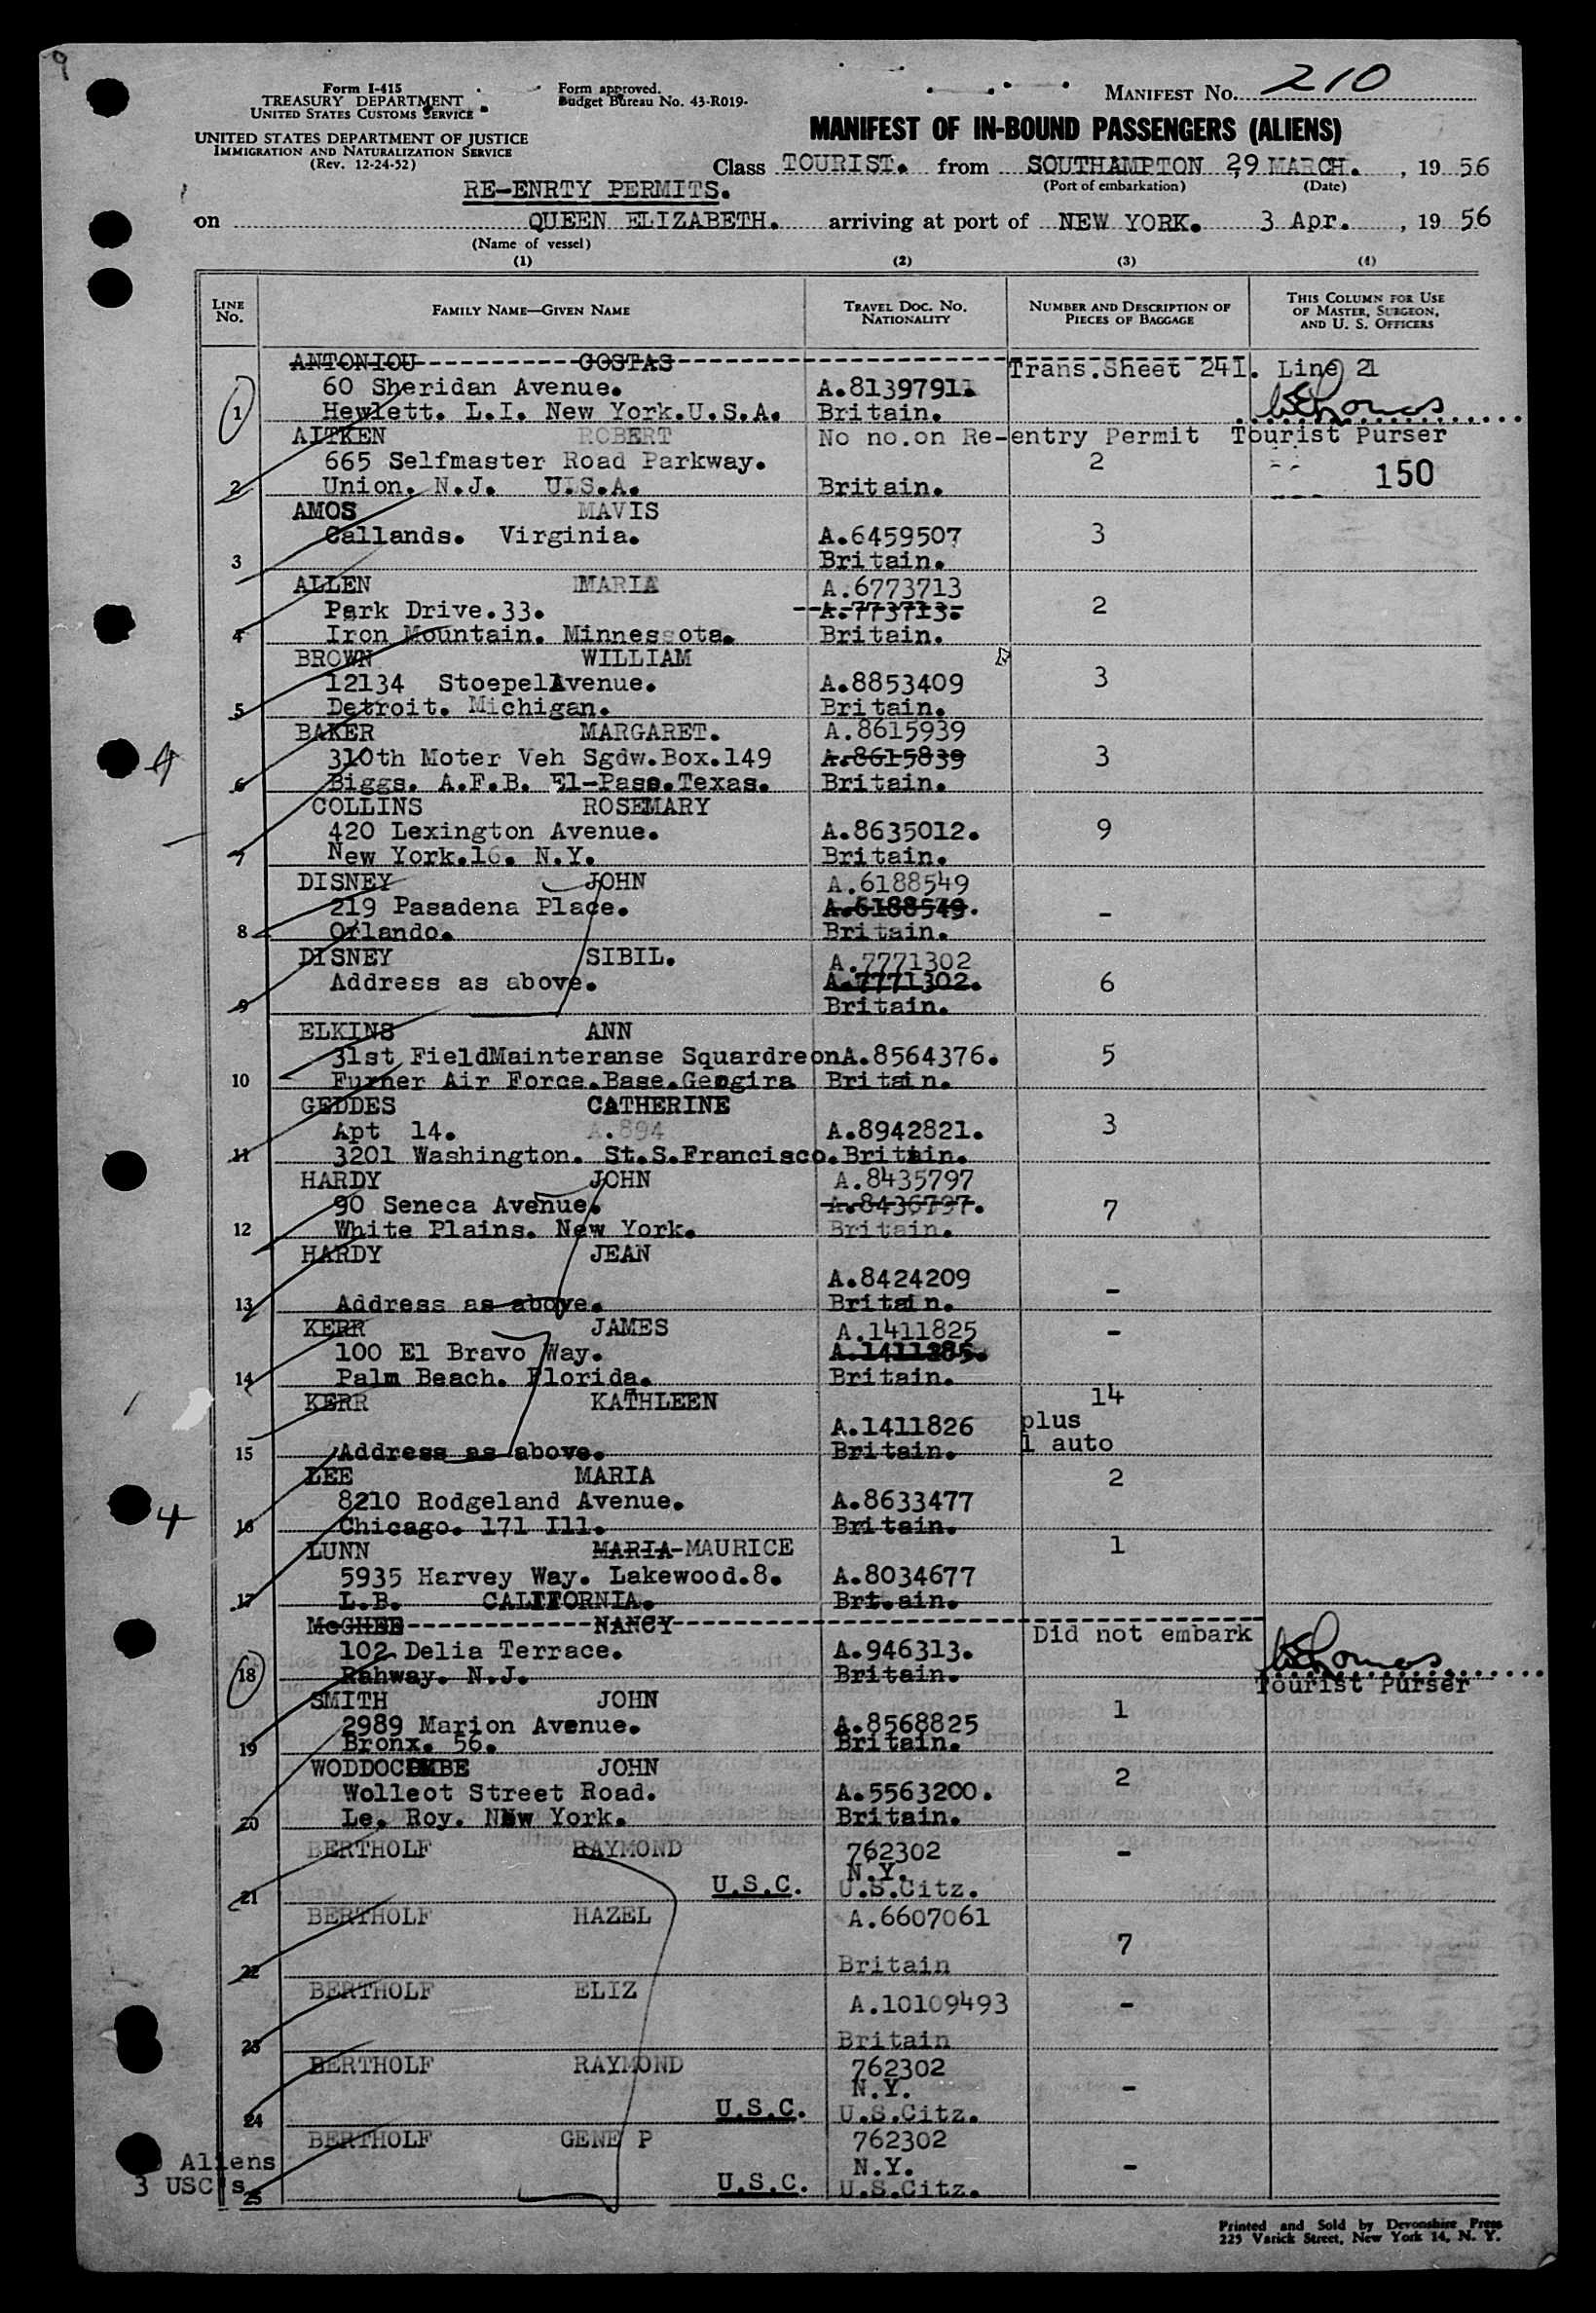 9
Form I-415
TREASURY DEPARTMENT
UNITED STATES CUSTOMS SERVICE
UNITED STATES DEPARTMENT OF JUSTICE
IMMIGRATION AND NATURALIZATION SERVICE
(Rev. 12-24-52)
Form approved.
Budget Bureau No. 43-R019-
MANIFEST NO. 210
MANIFEST OF IN-BOUND PASSENGERS (ALIENS)
Class TOURIST. from SOUTHAMPTON 29 MARCH. , 19 56
(Port of embarkation) (Date)
RE-ENRTY PERMITS.
on QUEEN ELIZABETH. arriving at port of NEW YORK. 3 Apr. , 19 56
(Name of vessel)
(1) (2) (3) (4)
LINE NO. FAMILY NAME—GIVEN NAME TRAVEL DOC. NO. NATIONALITY NUMBER AND DESCRIPTION OF PIECES OF BAGGAGE THIS COLUMN FOR USE OF MASTER, SURGEON, AND U. S. OFFICERS
ANTONIOU COSTAS Trans.Sheet 241. Line 21
60 Sheridan Avenue. A.81397911
1 Hewlett. L.I. New York.U.S.A. Britain.
AITKEN ROBERT No no.on Re-entry Permit Tourist Purser
665 Selfmaster Road Parkway. 2 150
2 Union. N.J. U.S.A. Britain.
AMOS MAVIS
Callands. Virginia. A.6459507 3
3 Britain.
ALLEN MARIA A.6773713
Park Drive.33. A.773713. 2
4 Iron Mountain. Minnessota. Britain.
BROWN WILLIAM
12134 StoepelAvenue. A.8853409 3
5 Detroit. Michigan. Britain.
BAKER MARGARET. A.8615939
310th Moter Veh Sgdw.Box.149 A.8615839 3
6 Biggs. A.F.B. El-Paso.Texas. Britain.
COLLINS ROSEMARY
420 Lexington Avenue. A.8635012. 9
7 New York.16. N.Y. Britain.
DISNEY JOHN A.6188549
219 Pasadena Place. A.6188549. -
8 Orlando. Britain.
DISNEY SIBIL. A.7771302
Address as above. A.7771302. 6
9 Britain.
ELKINS ANN
31st FieldMainteranse SquardreonA.8564376. 5
10 Furner Air Force.Base.Geogira Britain.
GEDDES CATHERINE
Apt 14. A.894 A.8942821. 3
11 3201 Washington. St.S.Francisco.Britain.
HARDY JOHN A.8435797
90 Seneca Avenue. A.8436797. 7
12 White Plains. New York. Britain.
HARDY JEAN
A.8424209 -
13 Address as above. Britain.
KERR JAMES A.1411825 -
100 El Bravo Way. A.1411285.
14 Palm Beach. Florida. Britain.
KERR KATHLEEN 14
A.1411826 plus
15 Address as above. Britain. 1 auto
LEE MARIA 2
8210 Rodgeland Avenue. A.8633477
4 16 Chicago. 171 Ill. Britain.
LUNN MARIA-MAURICE 1
5935 Harvey Way. Lakewood.8. A.8034677
17 L.B. CALIFORNIA. Britain.
McGHEE NANCY Did not embark
102 Delia Terrace. A.946313.
18 Rahway. N.J. Britain. Tourist Purser
SMITH JOHN 1
2989 Marion Avenue. A.8568825
19 Bronx. 56. Britain.
WODDOCOMBE JOHN 2
Wolleot Street Road. A.5563200.
20 Le. Roy. New York. Britain.
BERTHOLF RAYMOND 762302 -
N.Y.
21 U.S.C. U.S.Citz.
BERTHOLF HAZEL A.6607061
7
22 Britain
BERTHOLF ELIZ A.10109493 -
23 Britain
BERTHOLF RAYMOND 762302
N.Y. -
24 U.S.C. U.S.Citz.
BERTHOLF GENE P 762302
Aliens N.Y. -
3 USC's 25 U.S.C. U.S.Citz.
Printed and Sold by Devonshire Press
225 Varick Street, New York 14, N. Y.